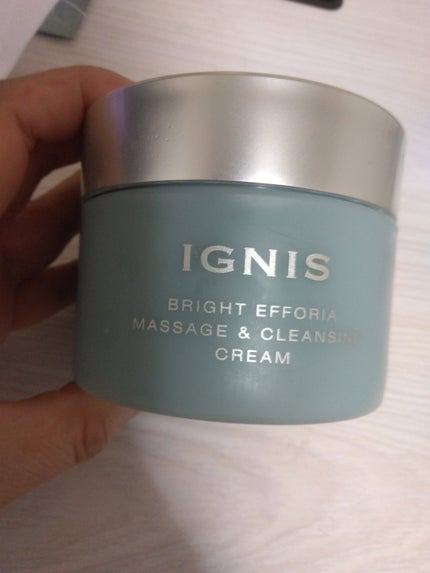 IGNIS
BRIGHT EFFORIA
MASSAGE & CLEANSING
CREAM